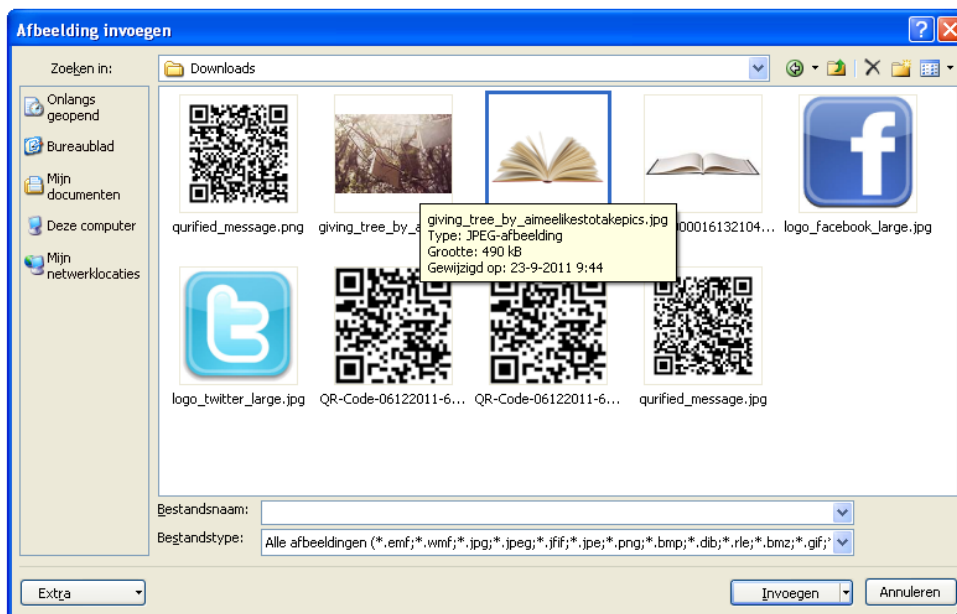 Afbeelding invoegen
Zoeken in:
Downloads
Onlangs
geopend
Bureaublad
Mijn
documenten
Deze computer
Mijn
netwerklocaties
qurified_message.png
giving_tree_by_a
00016132104...
logo_facebook_large.jpg
giving_tree_by_aimeelikestotakepics.jpg
Type: JPEG-afbeelding
Grootte: 490 kB
Gewijzigd op: 23-9-2011 9:44
logo_twitter_large.jpg
QR-Code-06122011-6...
QR-Code-06122011-6...
qurified_message.jpg
Bestandsnaam:
Bestandstype:
Alle afbeeldingen (*.emf;*.wmf;*.jpg;*.jpeg;*.jfif;*.jpe;*.png;*.bmp;*.dib;*.rle;*.bmz;*.gif;*
Extra
Invoegen
Annuleren